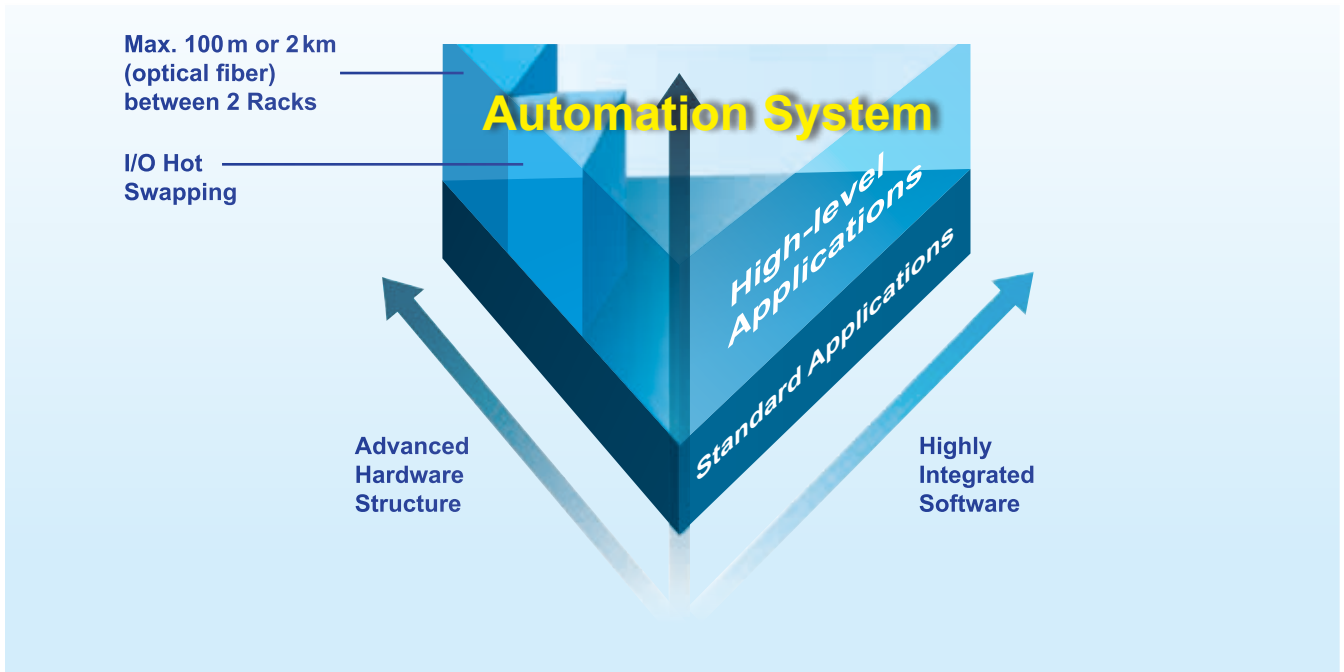 Max. 100 m or 2 km
(optical fiber)
between 2 Racks
I/O Hot
Swapping
Automation System
High-level
Applications
Standard Applications
Advanced
Hardware
Structure
Highly
Integrated
Software